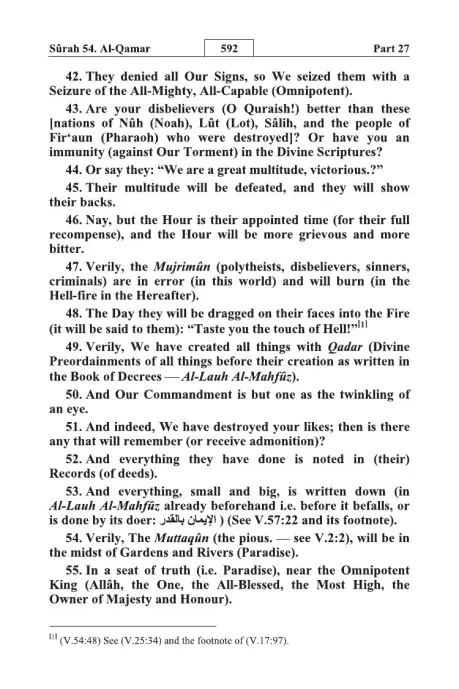 Sûrah 54. Al-Qamar 592 Part 27
42. They denied all Our Signs, so We seized them with a
Seizure of the All-Mighty, All-Capable (Omnipotent).
43. Are your disbelievers (O Quraish!) better than these
[nations of Nûh (Noah), Lût (Lot), Sâlih, and the people of
Fir‘aun (Pharaoh) who were destroyed]? Or have you an
immunity (against Our Torment) in the Divine Scriptures?
44. Or say they: “We are a great multitude, victorious.?”
45. Their multitude will be defeated, and they will show
their backs.
46. Nay, but the Hour is their appointed time (for their full
recompense), and the Hour will be more grievous and more
bitter.
47. Verily, the Mujrimûn (polytheists, disbelievers, sinners,
criminals) are in error (in this world) and will burn (in the
Hell-fire in the Hereafter).
48. The Day they will be dragged on their faces into the Fire
(it will be said to them): “Taste you the touch of Hell!”[1]
49. Verily, We have created all things with Qadar (Divine
Preordainments of all things before their creation as written in
the Book of Decrees — Al-Lauh Al-Mahfûz).
50. And Our Commandment is but one as the twinkling of
an eye.
51. And indeed, We have destroyed your likes; then is there
any that will remember (or receive admonition)?
52. And everything they have done is noted in (their)
Records (of deeds).
53. And everything, small and big, is written down (in
Al-Lauh Al-Mahfûz already beforehand i.e. before it befalls, or
is done by its doer: الإيمان بالقدر ) (See V.57:22 and its footnote).
54. Verily, The Muttaqûn (the pious. — see V.2:2), will be in
the midst of Gardens and Rivers (Paradise).
55. In a seat of truth (i.e. Paradise), near the Omnipotent
King (Allâh, the One, the All-Blessed, the Most High, the
Owner of Majesty and Honour).
[1] (V.54:48) See (V.25:34) and the footnote of (V.17:97).